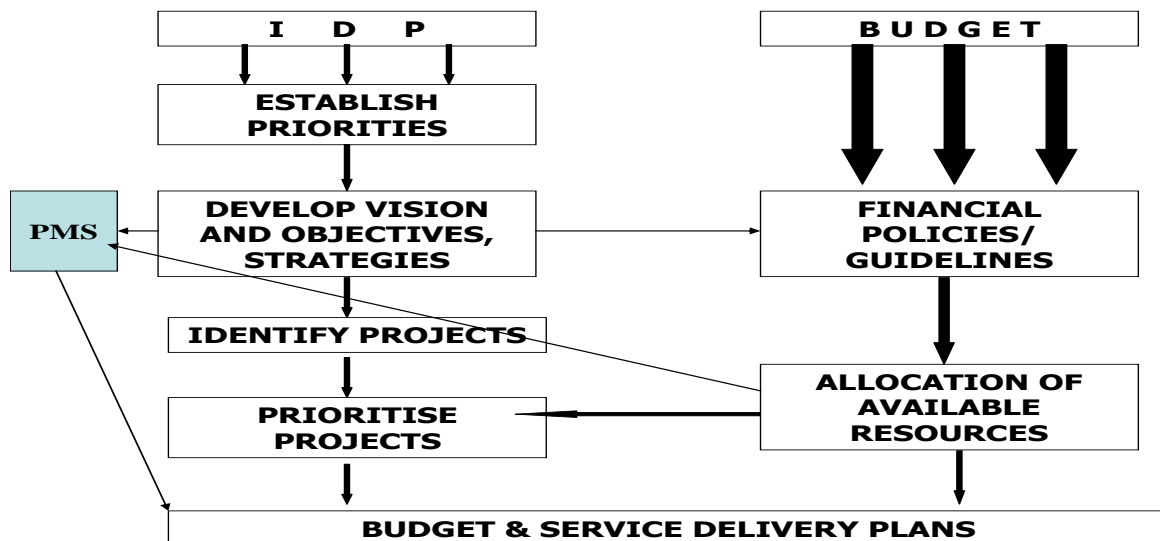 I D P
B U D G E T
ESTABLISH
PRIORITIES
PMS
DEVELOP VISION
AND OBJECTIVES,
STRATEGIES
FINANCIAL
POLICIES/
GUIDELINES
IDENTIFY PROJECTS
PRIORITISE
PROJECTS
ALLOCATION OF
AVAILABLE
RESOURCES
BUDGET & SERVICE DELIVERY PLANS